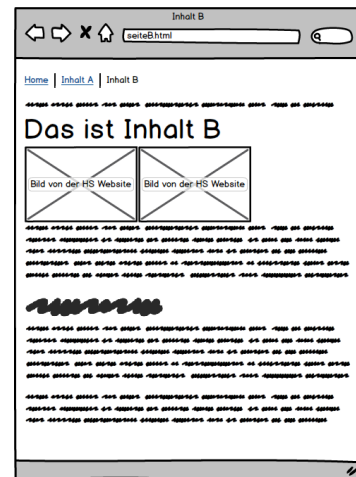 Inhalt B
seiteB.html
Home | Inhalt A | Inhalt B
Das ist Inhalt B
Bild von der HS Website Bild von der HS Website